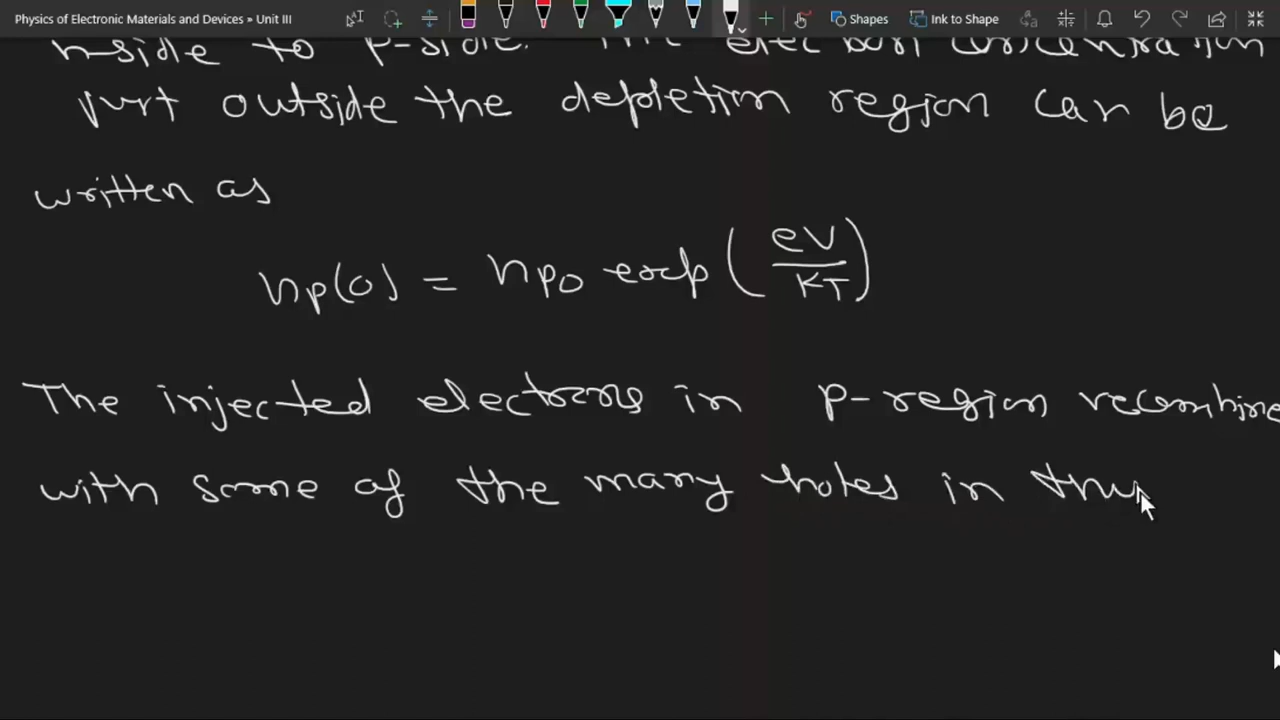 Physics of Electronic Materials and Devices » Unit III
Shapes
Ink to Shape
n-side to p-side. The electron concentration
just outside the depletion region can be
written as
np(0) = npo exp (eV/KT)
The injected electrons in p-region recombine
with some of the many holes in